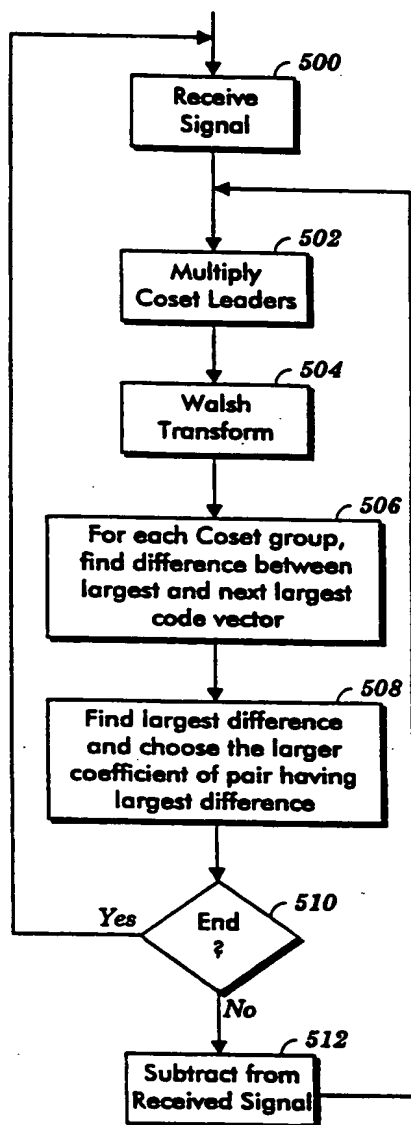 500
Receive
Signal
502
Multiply
Coset Leaders
504
Walsh
Transform
506
For each Coset group,
find difference between
largest and next largest
code vector
508
Find largest difference
and choose the larger
coefficient of pair having
largest difference
510
Yes
End
?
No
512
Subtract from
Received Signal